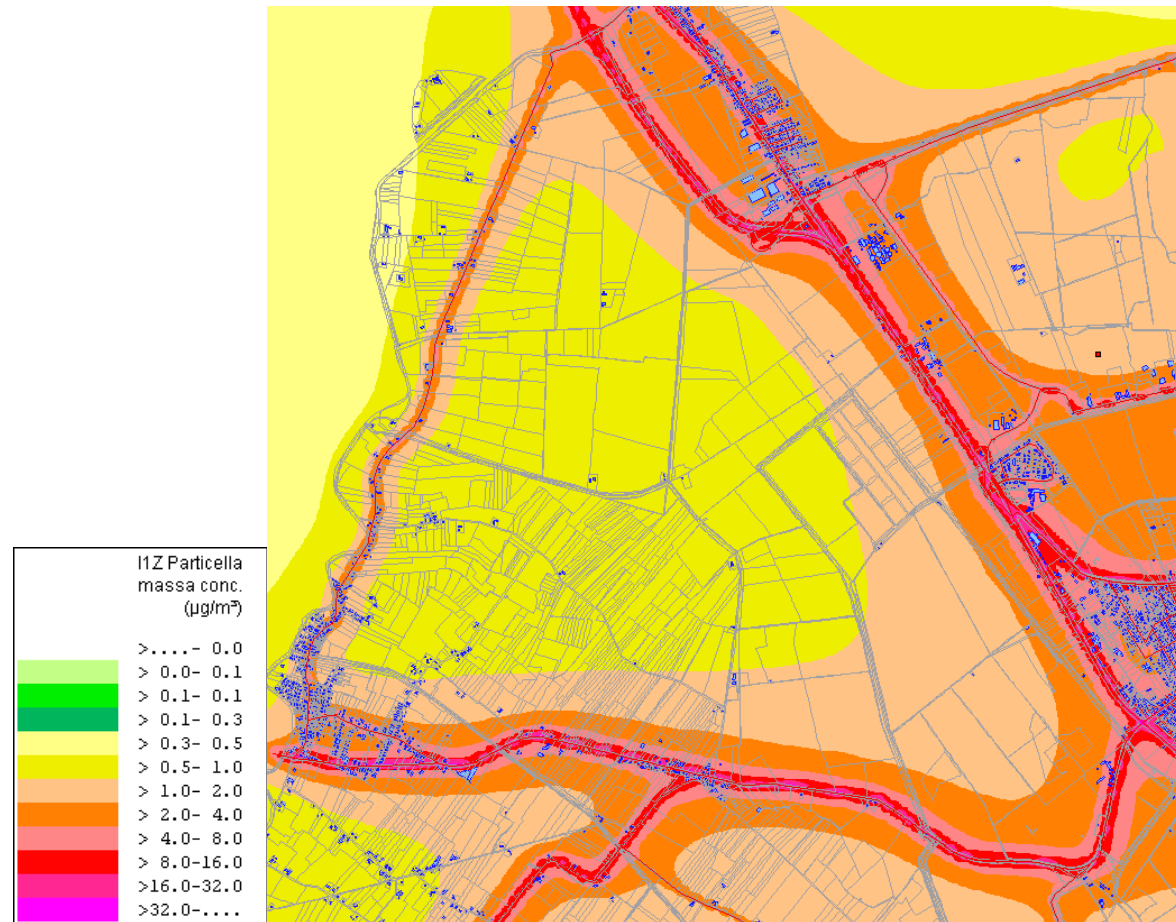 I1Z Particella
massa conc.
(µg/m³)
>....- 0.0
> 0.0- 0.1
> 0.1- 0.1
> 0.1- 0.3
> 0.3- 0.5
> 0.5- 1.0
> 1.0- 2.0
> 2.0- 4.0
> 4.0- 8.0
> 8.0-16.0
>16.0-32.0
>32.0-....